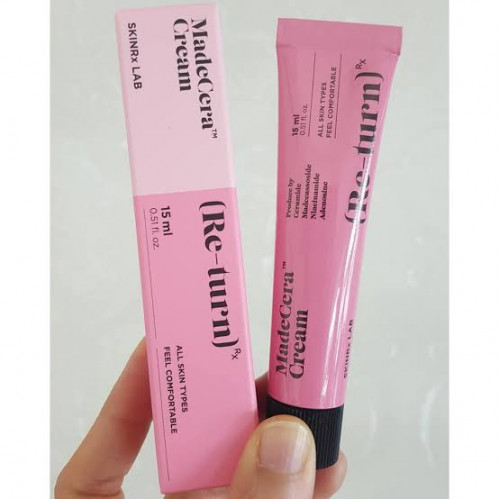 SKINRx LAB
MadeCera™
Cream
(Re-turn)Rx
15 ml
0.51 fl. oz.
ALL SKIN TYPES
FEEL COMFORTABLE
(Re-turn)Rx
15 ml
0.51 fl. oz.
ALL SKIN TYPES
FEEL COMFORTABLE
Produce by
Ceramide
Madecassoside
Niacinamide
Adenosine
MadeCera™
Cream
SKINRx LAB